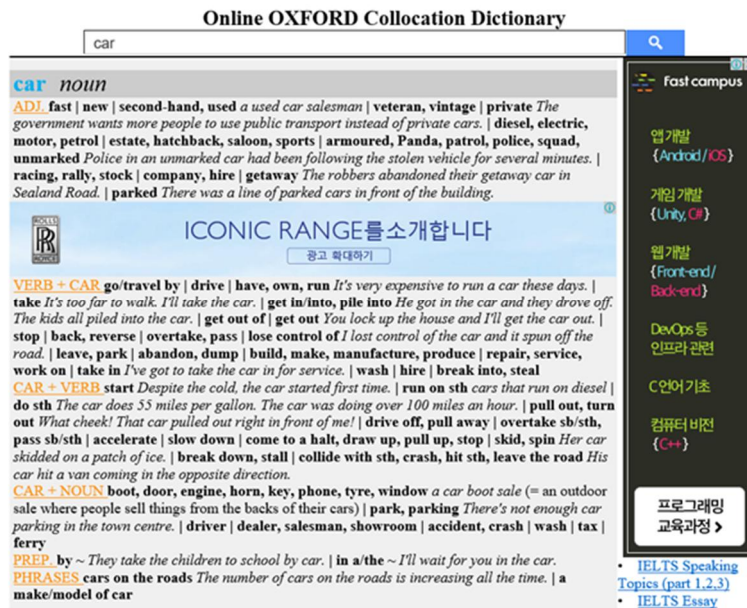 Online OXFORD Collocation Dictionary
car
car noun
ADJ. fast | new | second-hand, used a used car salesman | veteran, vintage | private The
government wants more people to use public transport instead of private cars. | diesel, electric,
motor, petrol | estate, hatchback, saloon, sports | armoured, Panda, patrol, police, squad,
unmarked Police in an unmarked car had been following the stolen vehicle for several minutes. |
racing, rally, stock | company, hire | getaway The robbers abandoned their getaway car in
Sealand Road. | parked There was a line of parked cars in front of the building.
ROLLS
RR
ROYCE
ICONIC RANGE를소개합니다
광고 확대하기
VERB + CAR go/travel by | drive | have, own, run It's very expensive to run a car these days. |
take It's too far to walk. I'll take the car. | get in/into, pile into He got in the car and they drove off.
The kids all piled into the car. | get out of | get out You lock up the house and I'll get the car out. |
stop | back, reverse | overtake, pass | lose control of I lost control of the car and it spun off the
road. | leave, park | abandon, dump | build, make, manufacture, produce | repair, service,
work on | take in I've got to take the car in for service. | wash | hire | break into, steal
CAR + VERB start Despite the cold, the car started first time. | run on sth cars that run on diesel |
do sth The car does 55 miles per gallon. The car was doing over 100 miles an hour. | pull out, turn
out What cheek! That car pulled out right in front of me! | drive off, pull away | overtake sb/sth,
pass sb/sth | accelerate | slow down | come to a halt, draw up, pull up, stop | skid, spin Her car
skidded on a patch of ice. | break down, stall | collide with sth, crash, hit sth, leave the road His
car hit a van coming in the opposite direction.
CAR + NOUN boot, door, engine, horn, key, phone, tyre, window a car boot sale (= an outdoor
sale where people sell things from the backs of their cars) | park, parking There's not enough car
parking in the town centre. | driver | dealer, salesman, showroom | accident, crash | wash | tax |
ferry
PREP. by ~ They take the children to school by car. | in a/the ~ I'll wait for you in the car.
PHRASES cars on the roads The number of cars on the roads is increasing all the time. | a
make/model of car
Fast campus
앱 개발
{Android/iOS}
게임 개발
{Unity, C#}
웹 개발
{Front-end/
Back-end}
DevOps 등
인프라 관련
C 언어 기초
컴퓨터 비전
{C++}
프로그래밍
교육과정 >
• IELTS Speaking
Topics (part 1,2,3)
• IELTS Essay